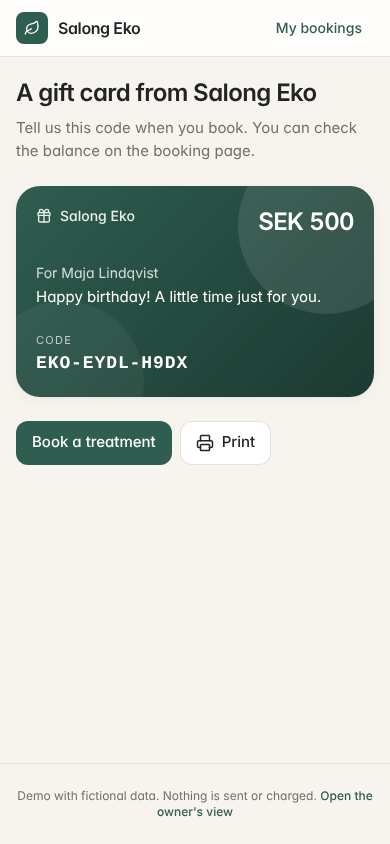 Salong Eko
My bookings
A gift card from Salong Eko
Tell us this code when you book. You can check
the balance on the booking page.
Salong Eko
SEK 500
For Maja Lindqvist
Happy birthday! A little time just for you.
CODE
EKO-EYDL-H9DX
Book a treatment
Print
Demo with fictional data. Nothing is sent or charged. Open the
owner's view